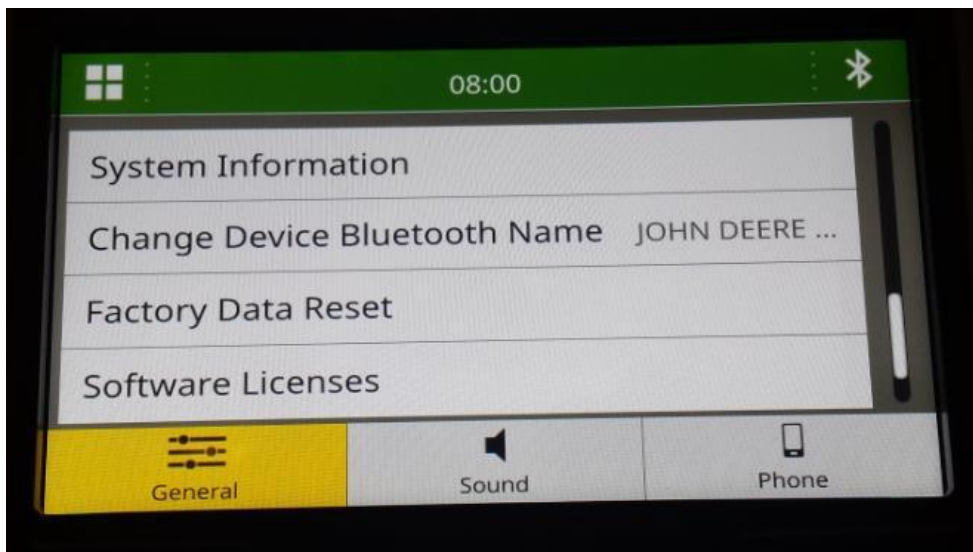 08:00
System Information
Change Device Bluetooth Name JOHN DEERE ...
Factory Data Reset
Software Licenses
General Sound Phone